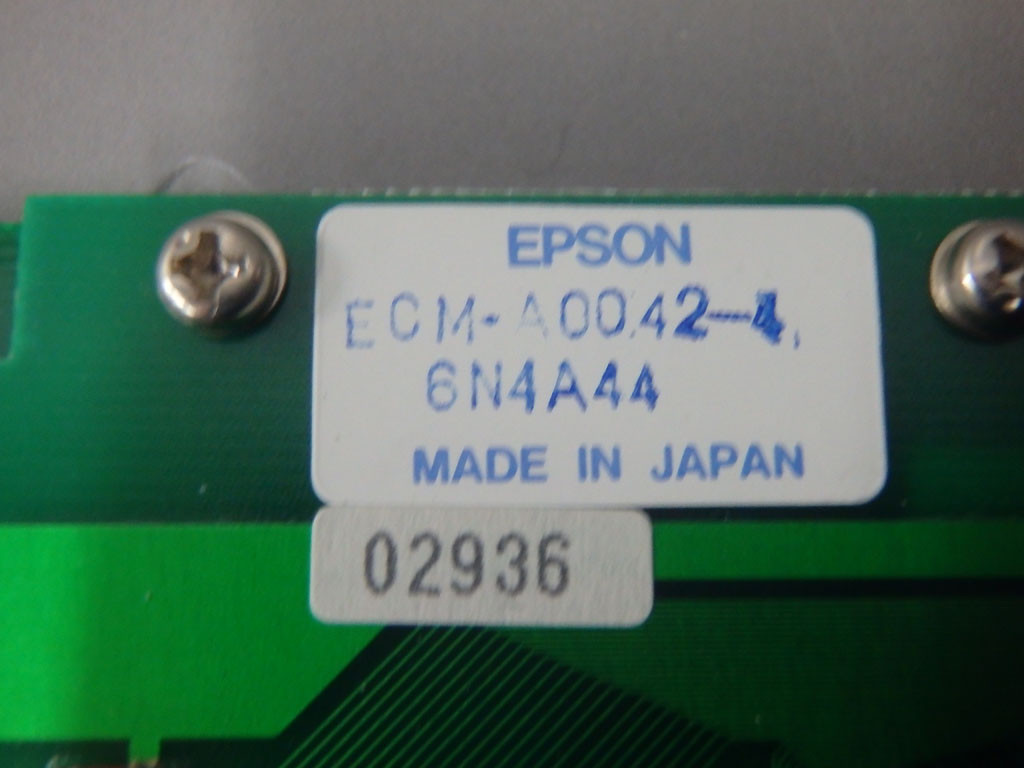 EPSON
ECM-A0042-4
6N4A44
MADE IN JAPAN
02936